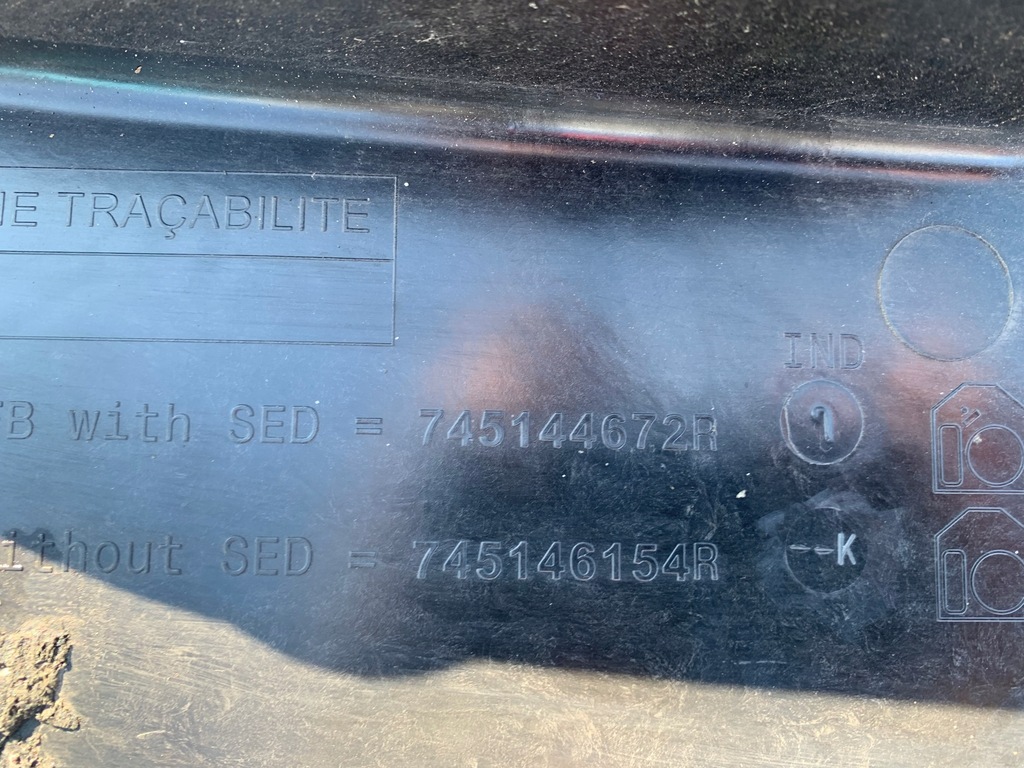 TRAÇABILITE
IND
with SED = 745144672R
1
SED = 745146154R
--K